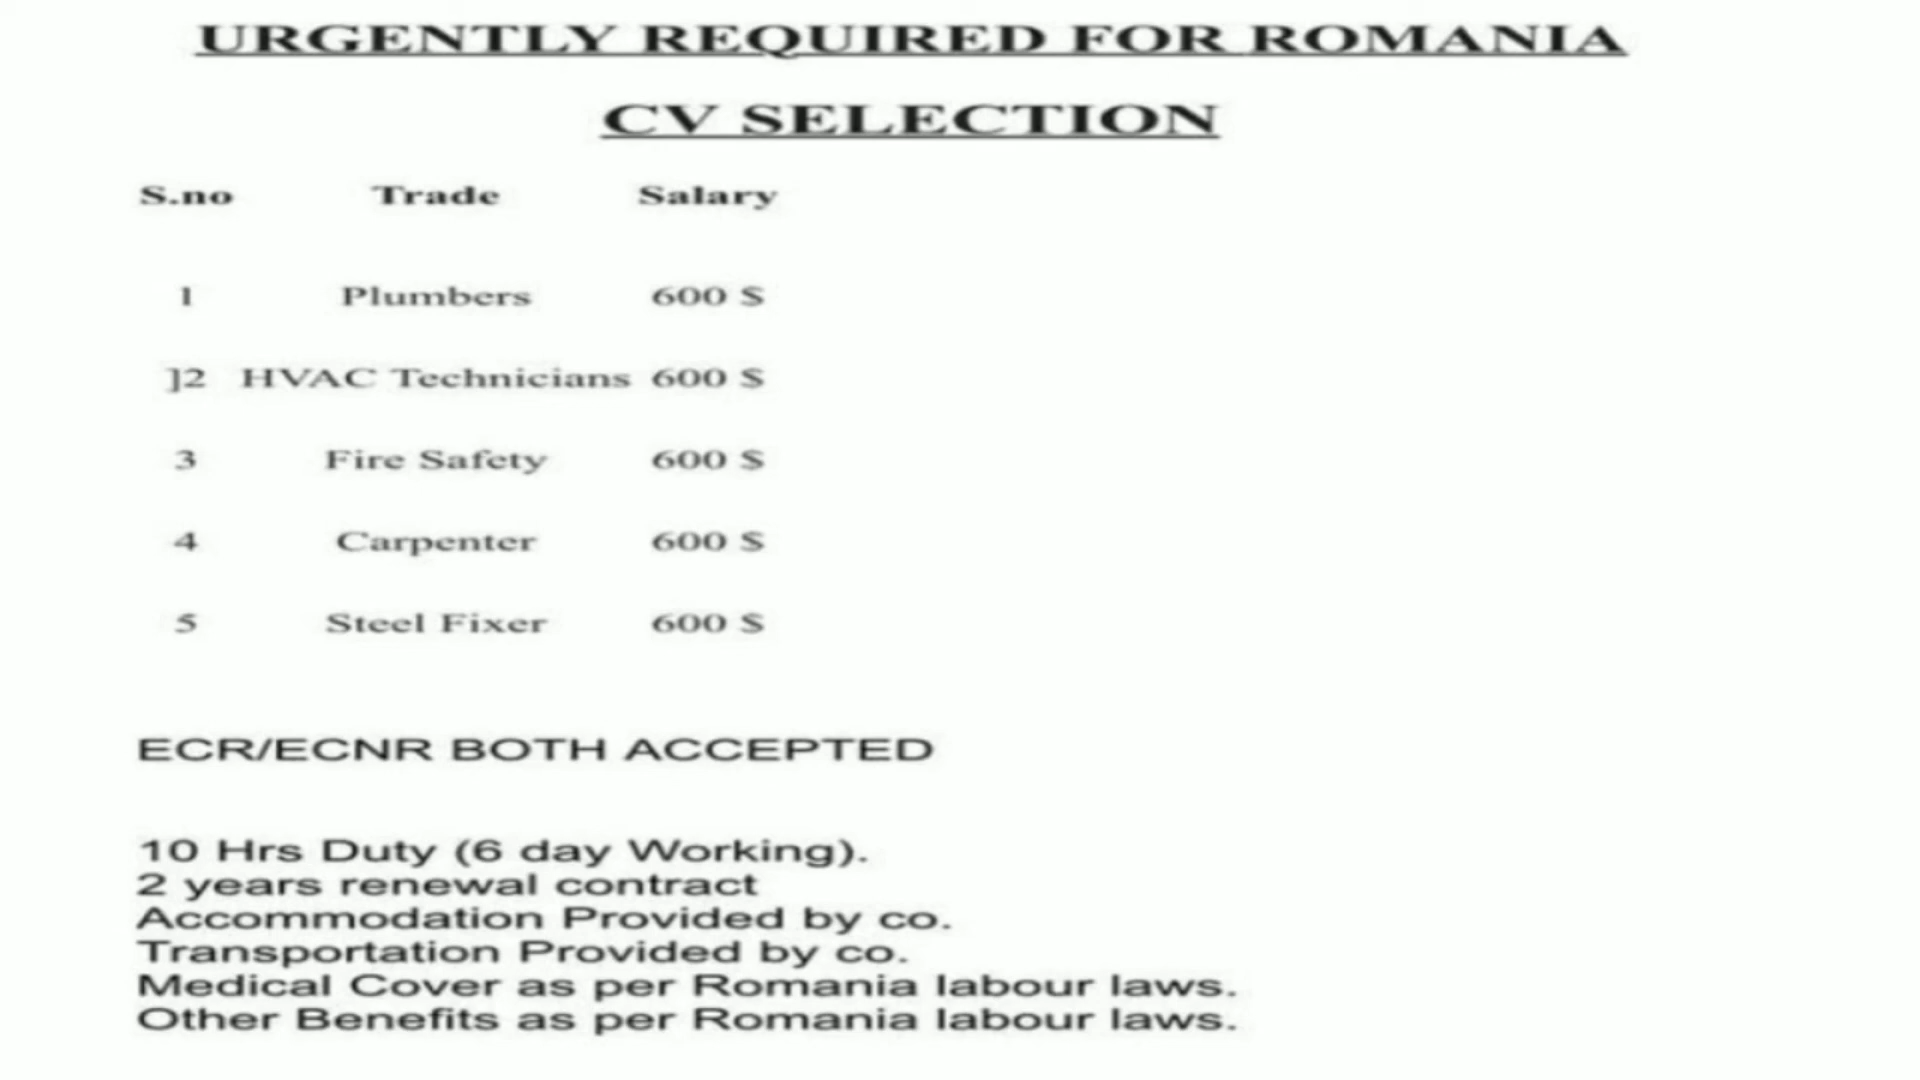 URGENTLY REQUIRED FOR ROMANIA
CV SELECTION
S.no Trade Salary
1 Plumbers 600 $
]2 HVAC Technicians 600 $
3 Fire Safety 600 $
4 Carpenter 600 $
5 Steel Fixer 600 $
ECR/ECNR BOTH ACCEPTED
10 Hrs Duty (6 day Working).
2 years renewal contract
Accommodation Provided by co.
Transportation Provided by co.
Medical Cover as per Romania labour laws.
Other Benefits as per Romania labour laws.